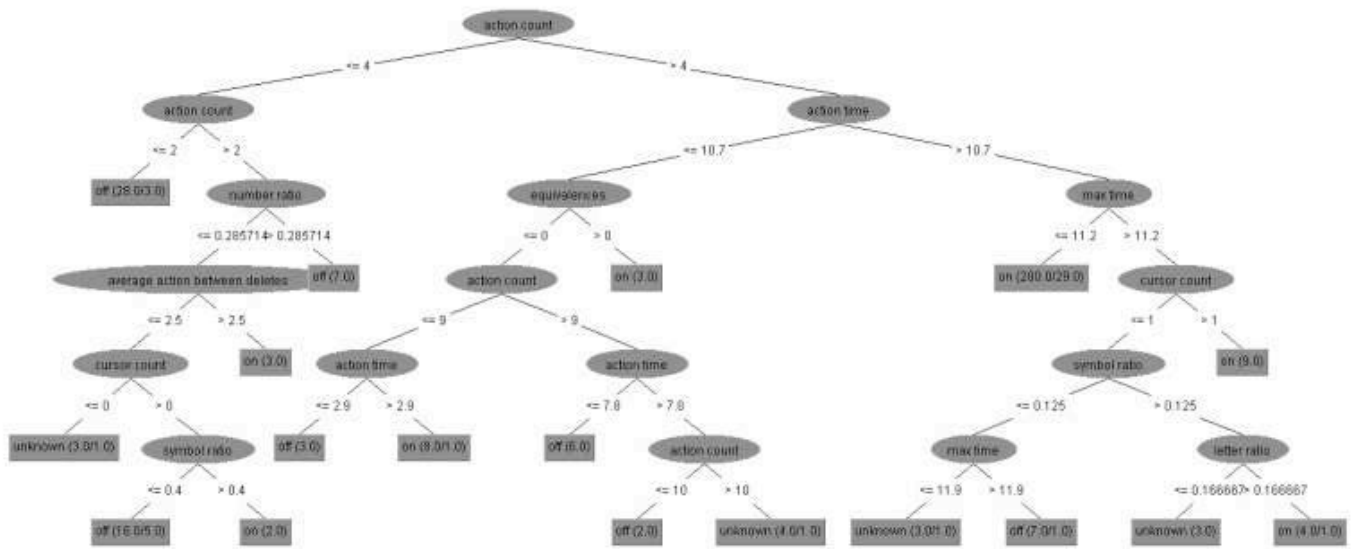 action count
<= 4 > 4
action count action time
<= 2 > 2 <= 10.7 > 10.7
off (28.0/3.0) number ratio equivalences max time
<= 0.285714 > 0.285714 <= 0 > 0 <= 11.2 > 11.2
average action between deletes off (7.0) action count on (3.0) on (280.0/29.0) cursor count
<= 2.5 > 2.5 <= 9 > 9 <= 1 > 1
cursor count on (3.0) action time action time symbol ratio on (9.0)
<= 0 > 0 <= 2.9 > 2.9 <= 7.8 > 7.8 <= 0.125 > 0.125
unknown (3.0/1.0) symbol ratio off (3.0) on (8.0/1.0) off (6.0) action count max time letter ratio
<= 0.4 > 0.4 <= 10 > 10 <= 11.9 > 11.9 <= 0.166667 > 0.166667
off (16.0/5.0) on (2.0) off (2.0) unknown (4.0/1.0) unknown (3.0/1.0) off (7.0/1.0) unknown (3.0) on (4.0/1.0)